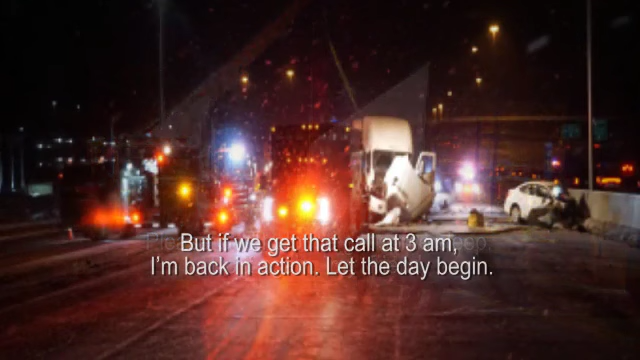 But if we get that call at 3 am,
I'm back in action. Let the day begin.